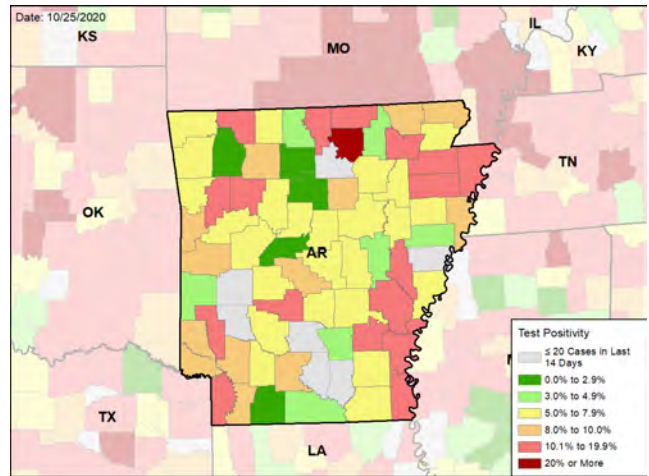 Date: 10/25/2020
KS
MO
IL
KY
OK
AR
TN
TX
LA
Test Positivity
≤ 20 Cases in Last
14 Days
0.0% to 2.9%
3.0% to 4.9%
5.0% to 7.9%
8.0% to 10.0%
10.1% to 19.9%
20% or More